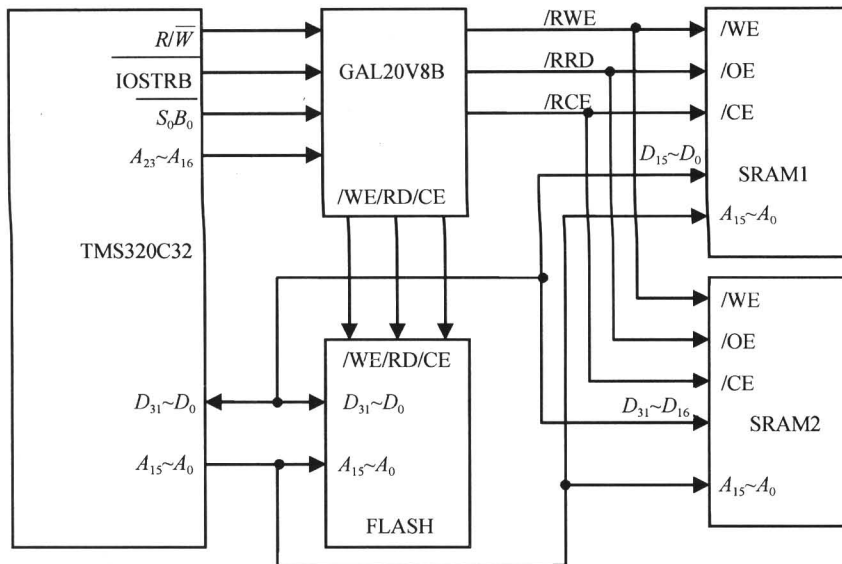 R/W̅
I̅O̅S̅T̅R̅B̅
S̅₀̅B̅₀̅
A₂₃~A₁₆
TMS320C32
D₃₁~D₀
A₁₅~A₀
GAL20V8B
/WE/RD/CE
/RWE
/RRD
/RCE
/WE/RD/CE
D₃₁~D₀
A₁₅~A₀
FLASH
/WE
/OE
/CE
D₁₅~D₀
SRAM1
A₁₅~A₀
/WE
/OE
/CE
D₃₁~D₁₆
SRAM2
A₁₅~A₀